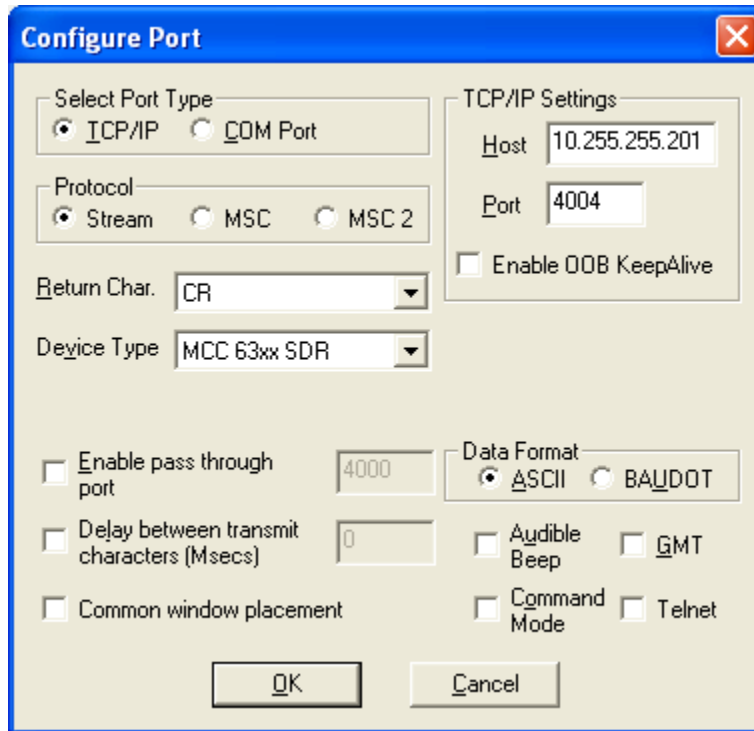 Configure Port
Select Port Type
TCP/IP COM Port
TCP/IP Settings
Host 10.255.255.201
Port 4004
Enable OOB KeepAlive
Protocol
Stream MSC MSC 2
Return Char. CR
Device Type MCC 63xx SDR
Enable pass through
port
4000
Data Format
ASCII BAUDOT
Delay between transmit
characters (Msecs)
0
Audible
Beep
GMT
Common window placement
Command
Mode
Telnet
OK Cancel